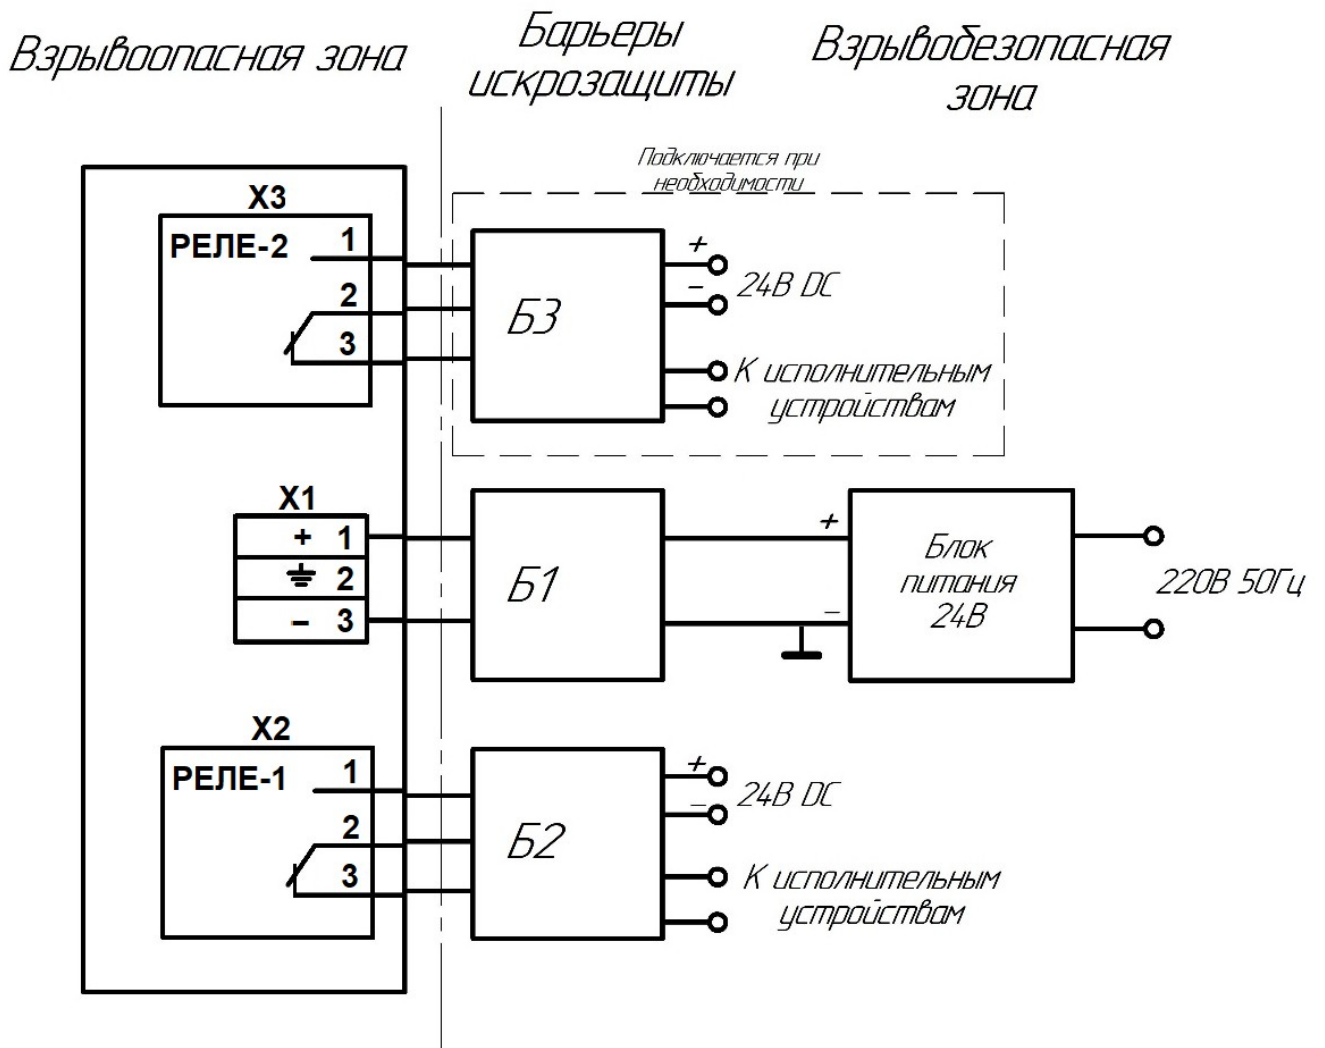 Взрывоопасная зона
Барьеры
искрозащиты
Взрывобезопасная
зона
Подключается при
необходимости
X3
РЕЛЕ-2
1
2
3
Б3
+
-
24В DC
К исполнительным
устройствам
X1
+ 1
2
- 3
Б1
+
-
Блок
питания
24В
220В 50Гц
X2
РЕЛЕ-1
1
2
3
Б2
+
-
24В DC
К исполнительным
устройствам